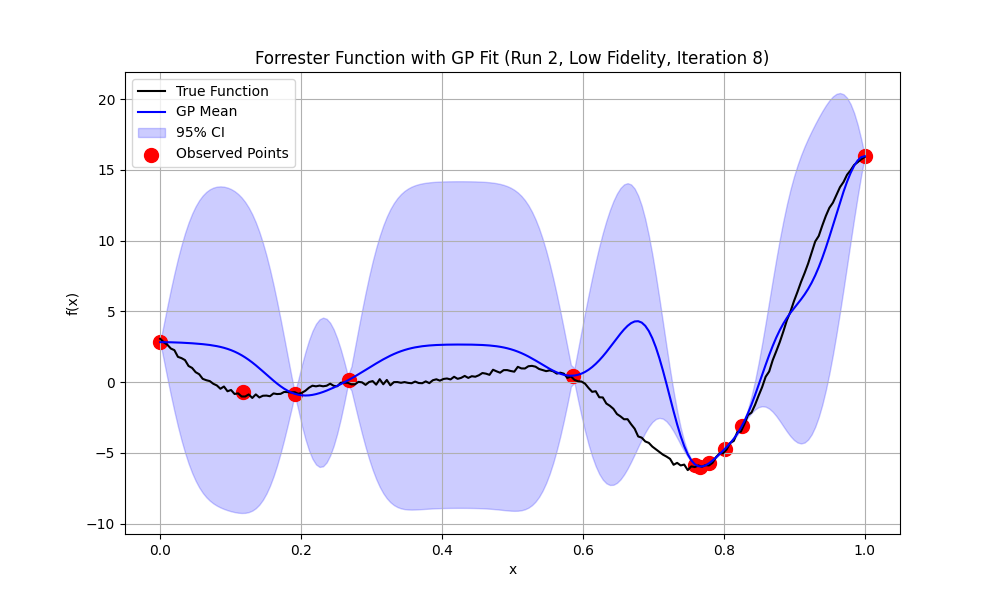 Forrester Function with GP Fit (Run 2, Low Fidelity, Iteration 8)
True Function
GP Mean
95% CI
Observed Points
f(x)
20
15
10
5
0
−5
−10
0.0 0.2 0.4 0.6 0.8 1.0
x